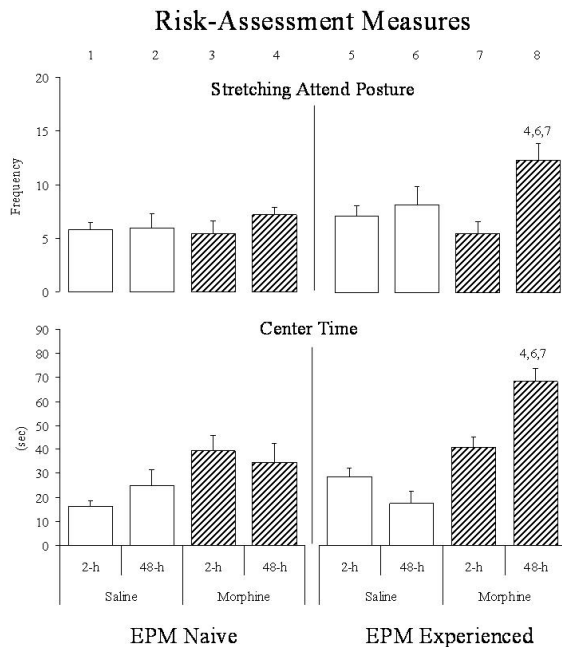 Risk-Assessment Measures
1 2 3 4 5 6 7 8
Stretching Attend Posture
20
15
10
5
0
Frequency
4,6,7
Center Time
90
80
70
60
50
40
30
20
10
0
(sec)
4,6,7
2-h 48-h 2-h 48-h 2-h 48-h 2-h 48-h
Saline Morphine Saline Morphine
EPM Naive EPM Experienced